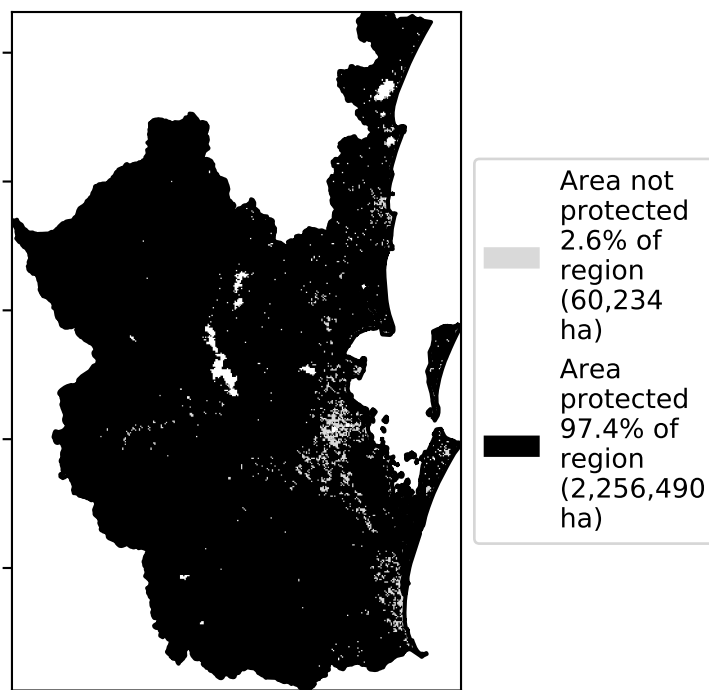 Area not
protected
2.6% of
region
(60,234
ha)
Area
protected
97.4% of
region
(2,256,490
ha)